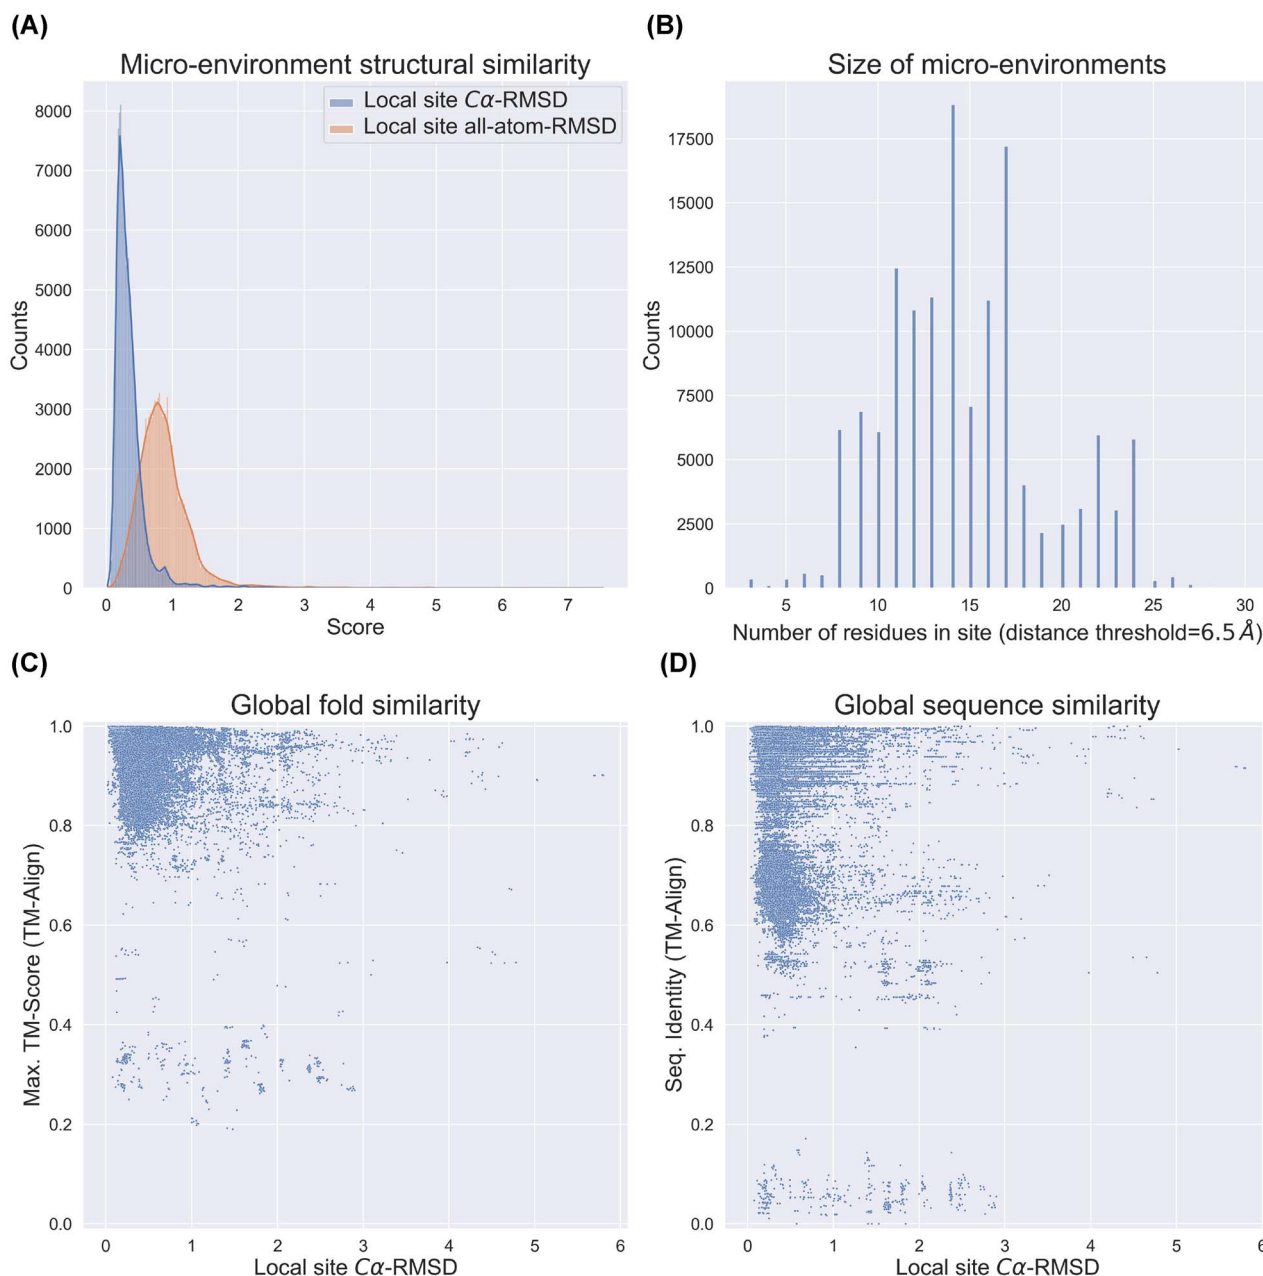 (A)
Micro-environment structural similarity
Local site Cα-RMSD
Local site all-atom-RMSD
8000
7000
6000
5000
4000
3000
2000
1000
0
Counts
0 1 2 3 4 5 6 7
Score
(B)
Size of micro-environments
17500
15000
12500
10000
7500
5000
2500
0
Counts
5 10 15 20 25 30
Number of residues in site (distance threshold=6.5Å)
(C)
Global fold similarity
1.0
0.8
0.6
0.4
0.2
0.0
Max. TM-Score (TM-Align)
0 1 2 3 4 5 6
Local site Cα-RMSD
(D)
Global sequence similarity
1.0
0.8
0.6
0.4
0.2
0.0
Seq. Identity (TM-Align)
0 1 2 3 4 5 6
Local site Cα-RMSD